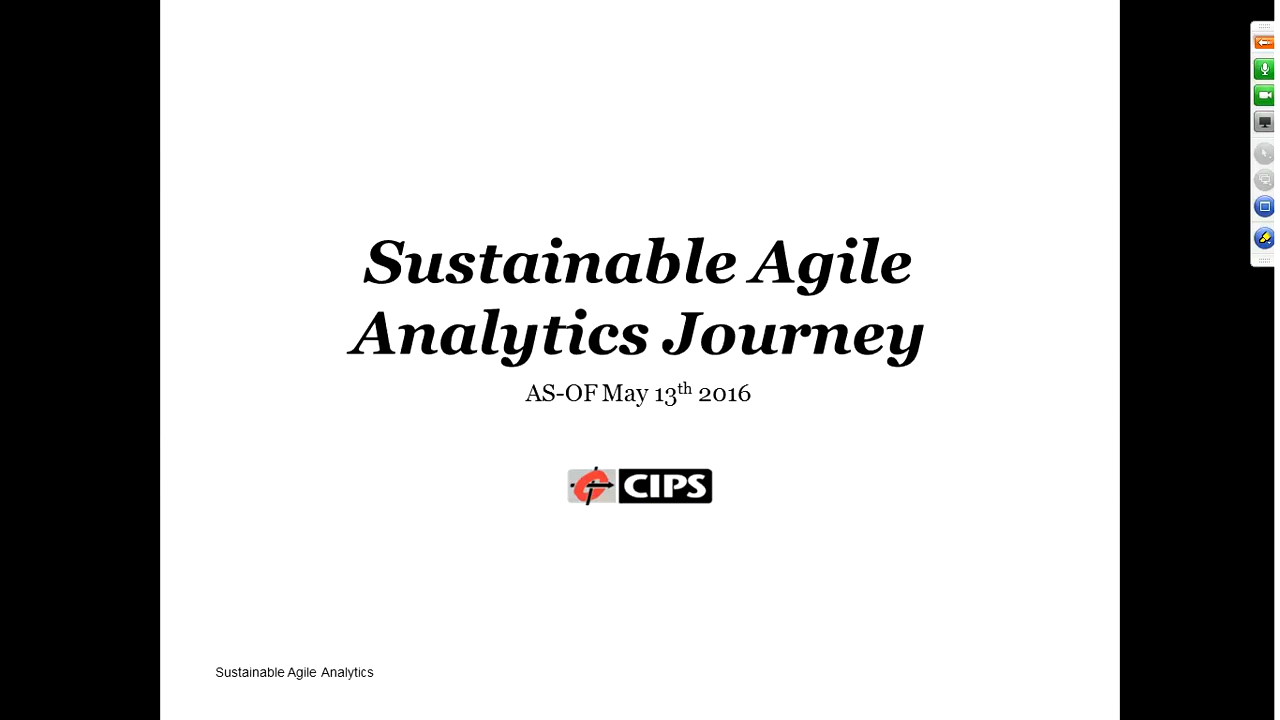 Sustainable Agile
Analytics Journey
AS-OF May 13th 2016
CIPS
Sustainable Agile Analytics